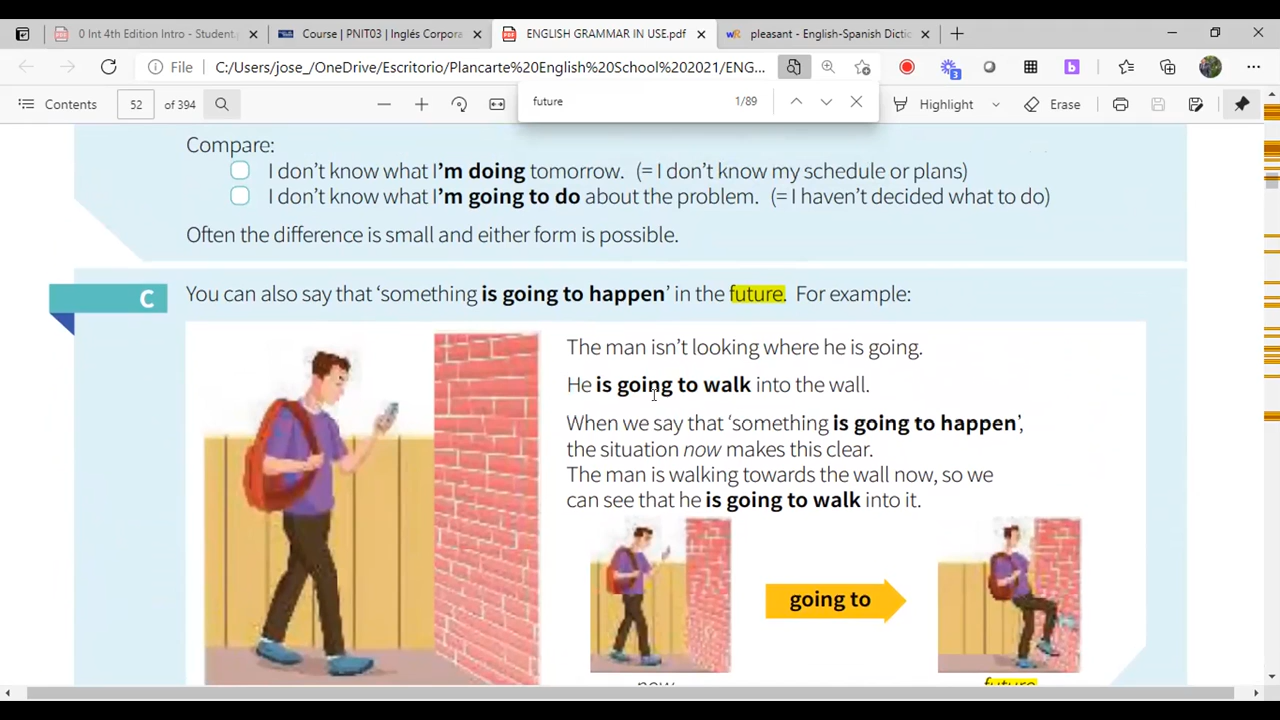 0 Int 4th Edition Intro - Student.
Course | PNIT03 | Inglés Corpora
ENGLISH GRAMMAR IN USE.pdf
pleasant - English-Spanish Dictic
File
C:/Users/jose_/OneDrive/Escritorio/Plancarte%20English%20School%202021/ENG...
3
Contents
52
of 394
future
1/89
Highlight
Erase
Compare:
I don't know what I'm doing tomorrow. (= I don't know my schedule or plans)
I don't know what I'm going to do about the problem. (= I haven't decided what to do)
Often the difference is small and either form is possible.
C
You can also say that 'something is going to happen' in the future. For example:
The man isn't looking where he is going.
He is going to walk into the wall.
When we say that 'something is going to happen',
the situation now makes this clear.
The man is walking towards the wall now, so we
can see that he is going to walk into it.
going to
now
future